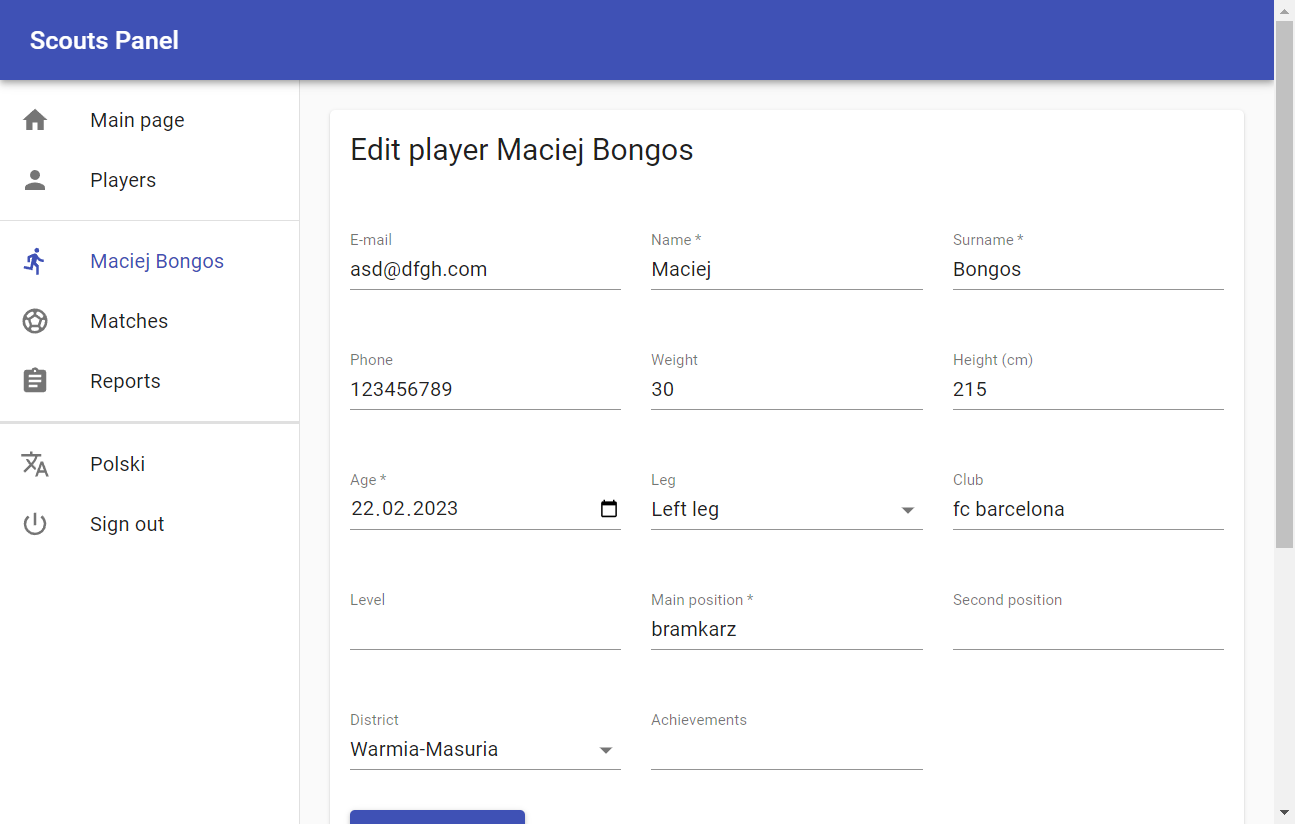 Scouts Panel
Main page
Players
Maciej Bongos
Matches
Reports
Polski
Sign out
Edit player Maciej Bongos
E-mail Name * Surname *
asd@dfgh.com Maciej Bongos
Phone Weight Height (cm)
123456789 30 215
Age * Leg Club
22.02.2023 Left leg fc barcelona
Level Main position * Second position
bramkarz
District Achievements
Warmia-Masuria